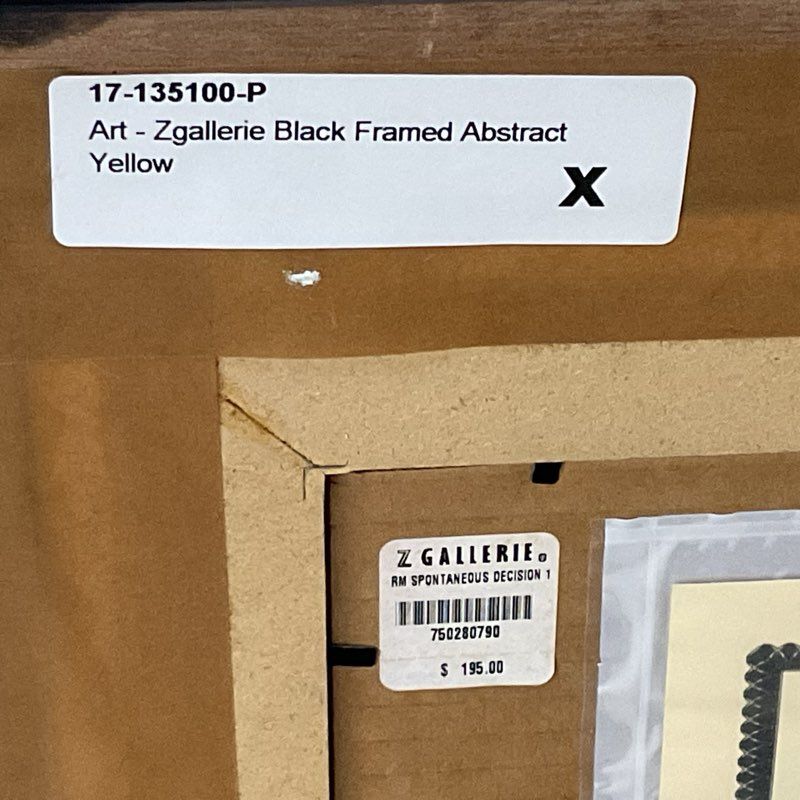 17-135100-P
Art - Zgallerie Black Framed Abstract
Yellow
X
Z GALLERIE
RM SPONTANEOUS DECISION 1
750280790
$ 195.00